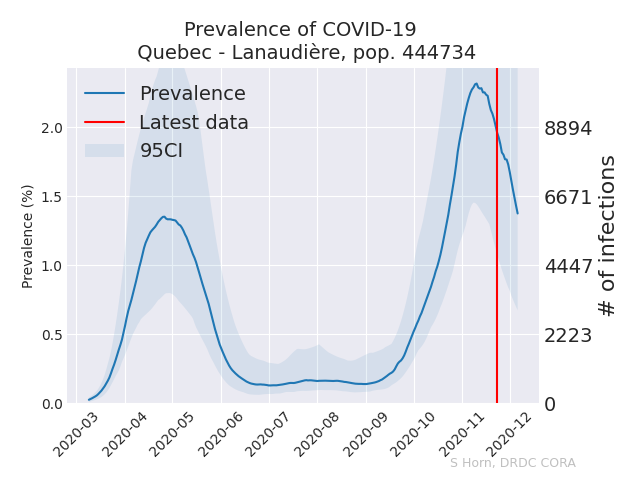 Prevalence of COVID-19
Quebec - Lanaudière, pop. 444734
Prevalence
Latest data
95CI
Prevalence (%)
2.0
1.5
1.0
0.5
0.0
8894
6671
4447
2223
0
# of infections
2020-03
2020-04
2020-05
2020-06
2020-07
2020-08
2020-09
2020-10
2020-11
2020-12
S Horn, DRDC CORA